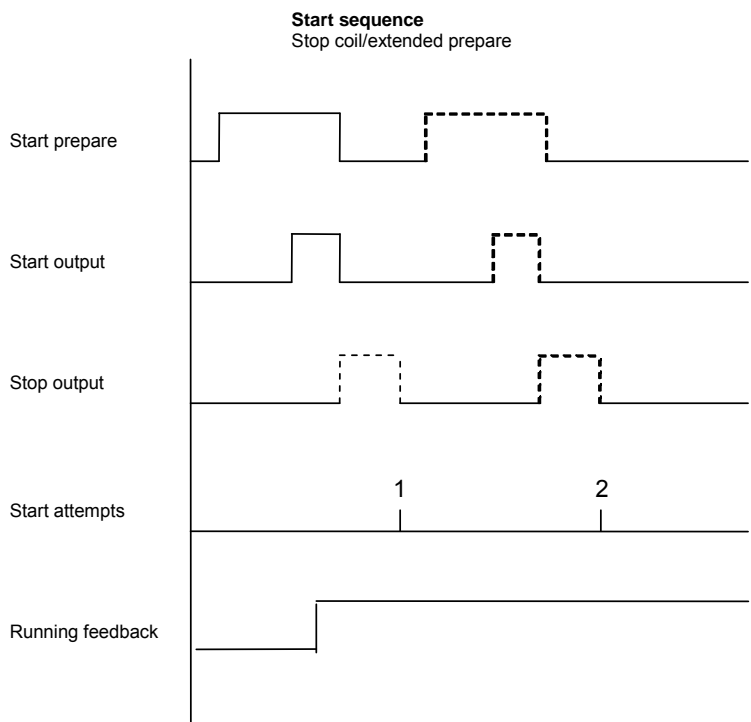 Start sequence
Stop coil/extended prepare
Start prepare
Start output
Stop output
1
2
Start attempts
Running feedback